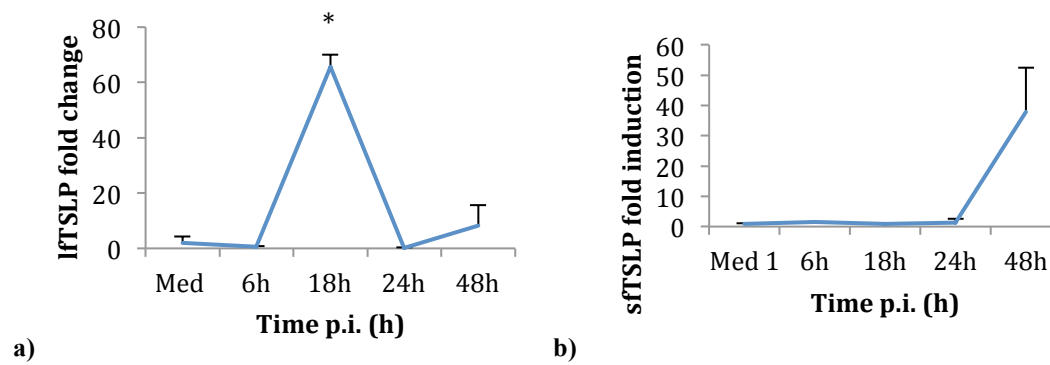 *
lfTSLP fold change
80
60
40
20
0
Med 6h 18h 24h 48h
Time p.i. (h)
a)
sfTSLP fold induction
60
50
40
30
20
10
0
Med 1 6h 18h 24h 48h
Time p.i. (h)
b)